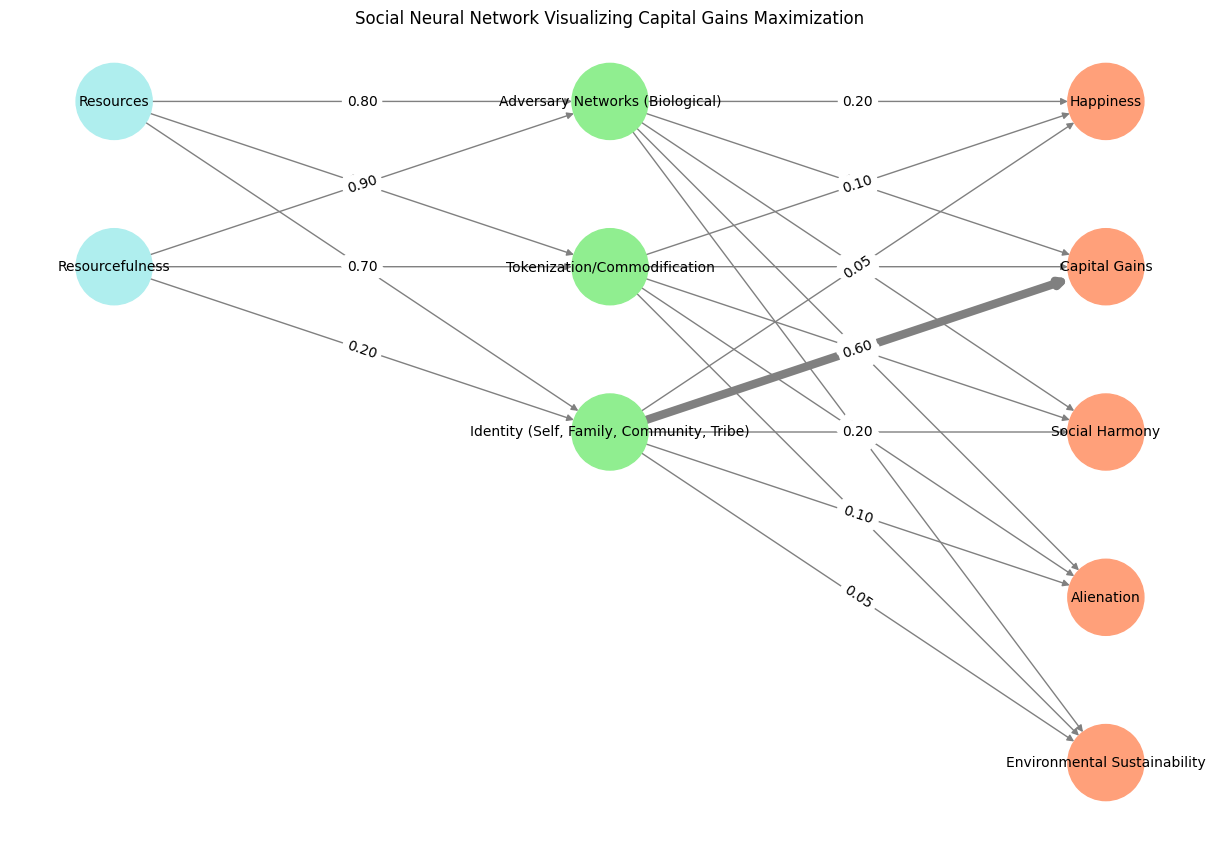 Social Neural Network Visualizing Capital Gains Maximization
Resources
0.80
Adversary Networks (Biological)
0.20
Happiness
0.90
0.10
Resourcefulness
0.70
Tokenization/Commodification
0.05
Capital Gains
0.20
0.60
Identity (Self, Family, Community, Tribe)
0.20
Social Harmony
0.10
0.05
Alienation
Environmental Sustainability